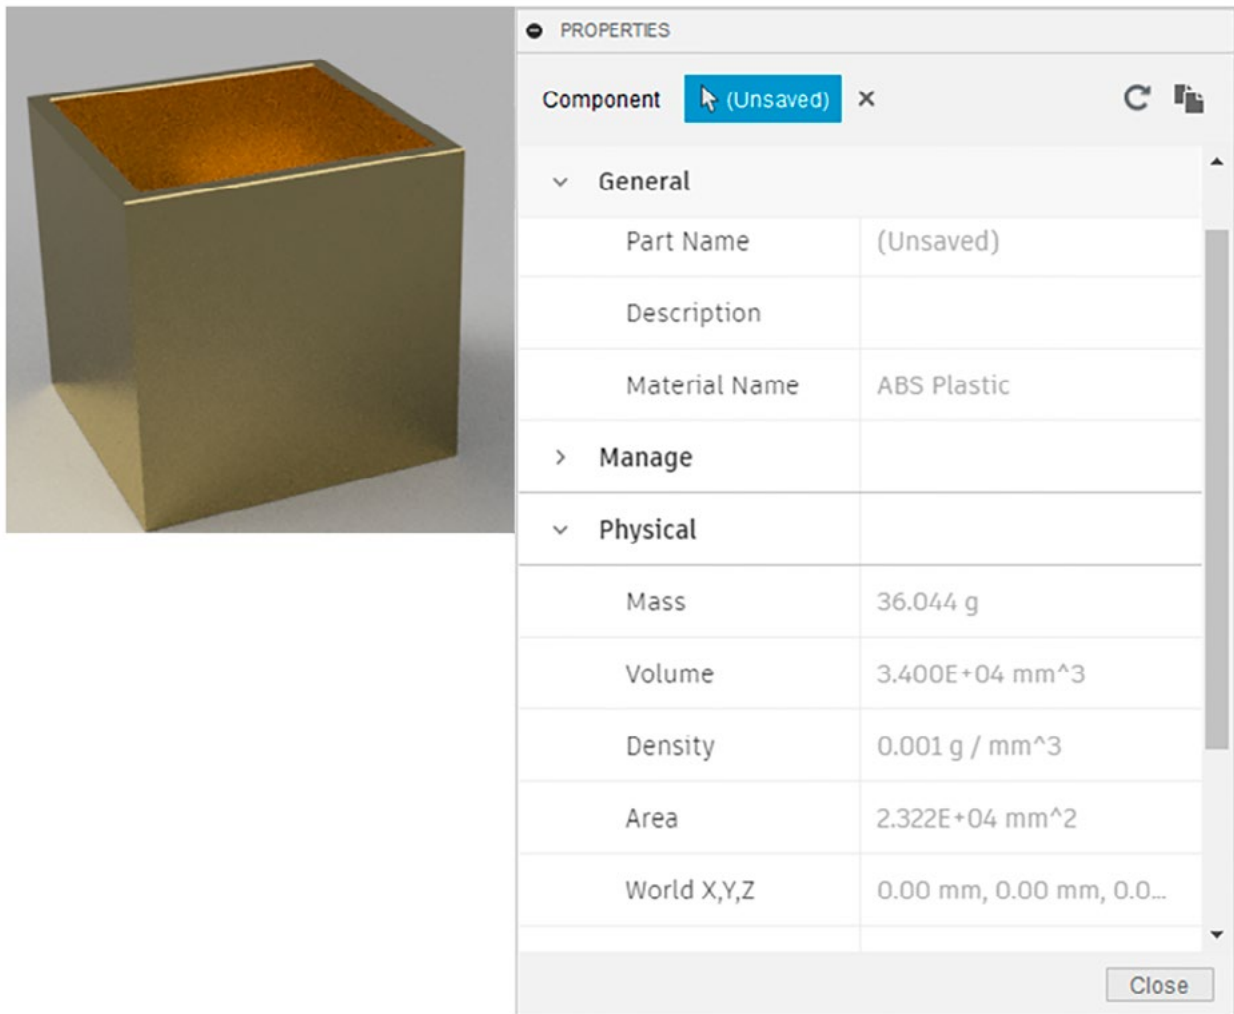 PROPERTIES
Component (Unsaved)
General
Part Name (Unsaved)
Description
Material Name ABS Plastic
Manage
Physical
Mass 36.044 g
Volume 3.400E+04 mm^3
Density 0.001 g / mm^3
Area 2.322E+04 mm^2
World X,Y,Z 0.00 mm, 0.00 mm, 0.0...
Close